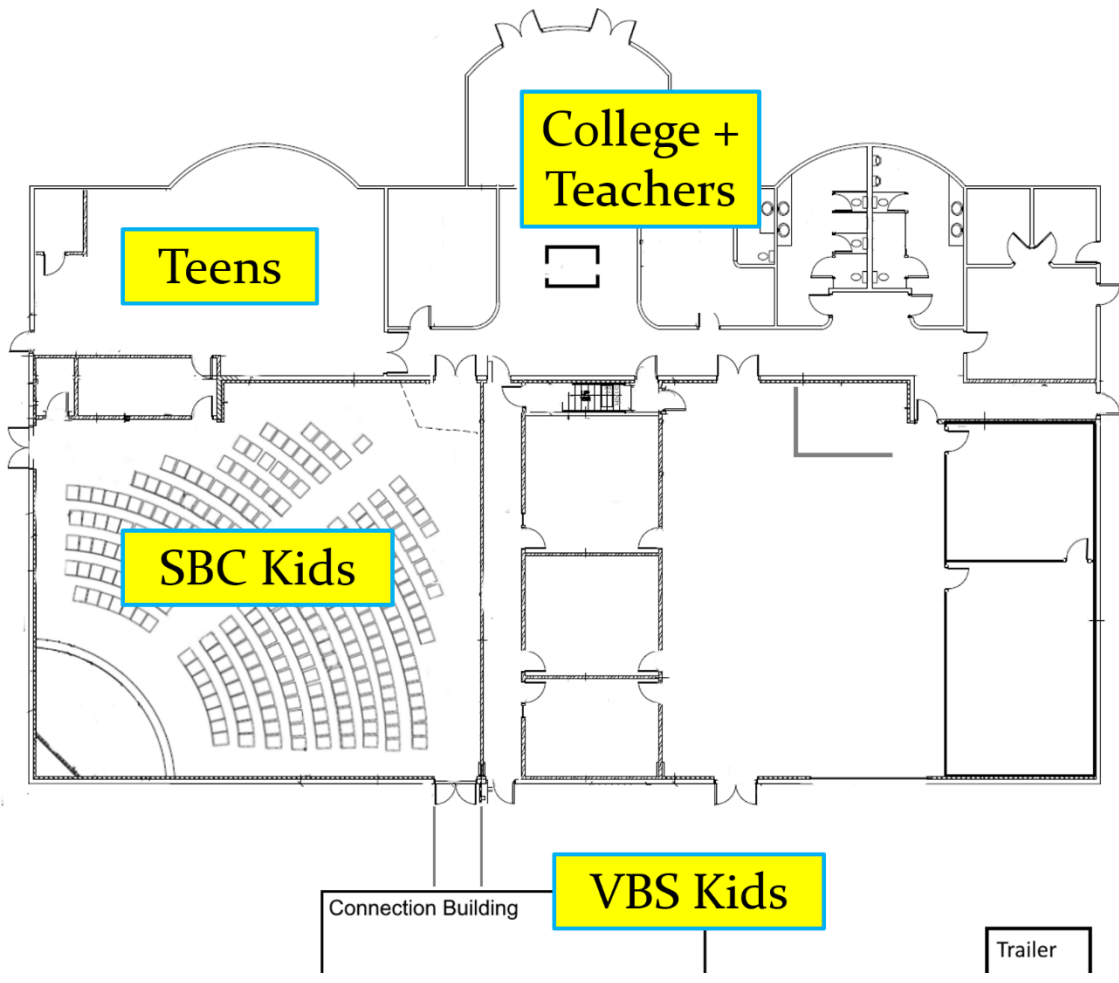 College +
Teachers
Teens
SBC Kids
VBS Kids
Connection Building
Trailer